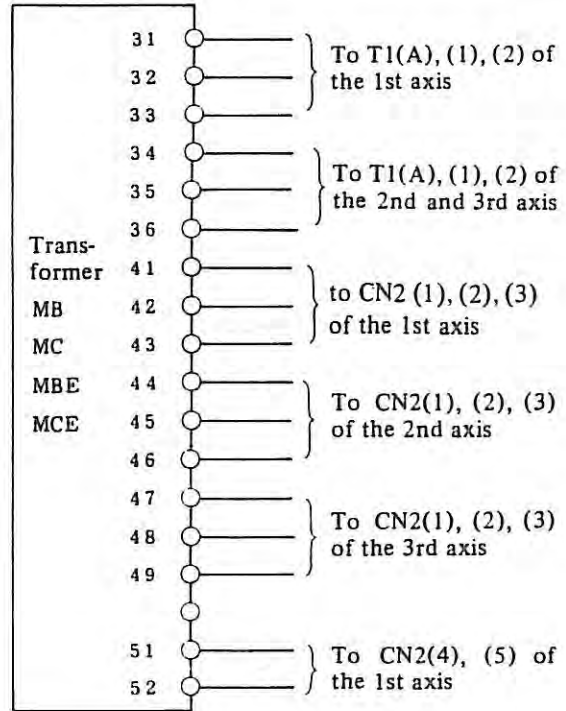 31
32
33
To T1(A), (1), (2) of
the 1st axis
34
35
36
To T1(A), (1), (2) of
the 2nd and 3rd axis
Trans-
former
MB
MC
MBE
MCE
41
42
43
to CN2 (1), (2), (3)
of the 1st axis
44
45
46
To CN2(1), (2), (3)
of the 2nd axis
47
48
49
To CN2(1), (2), (3)
of the 3rd axis
51
52
To CN2(4), (5) of
the 1st axis